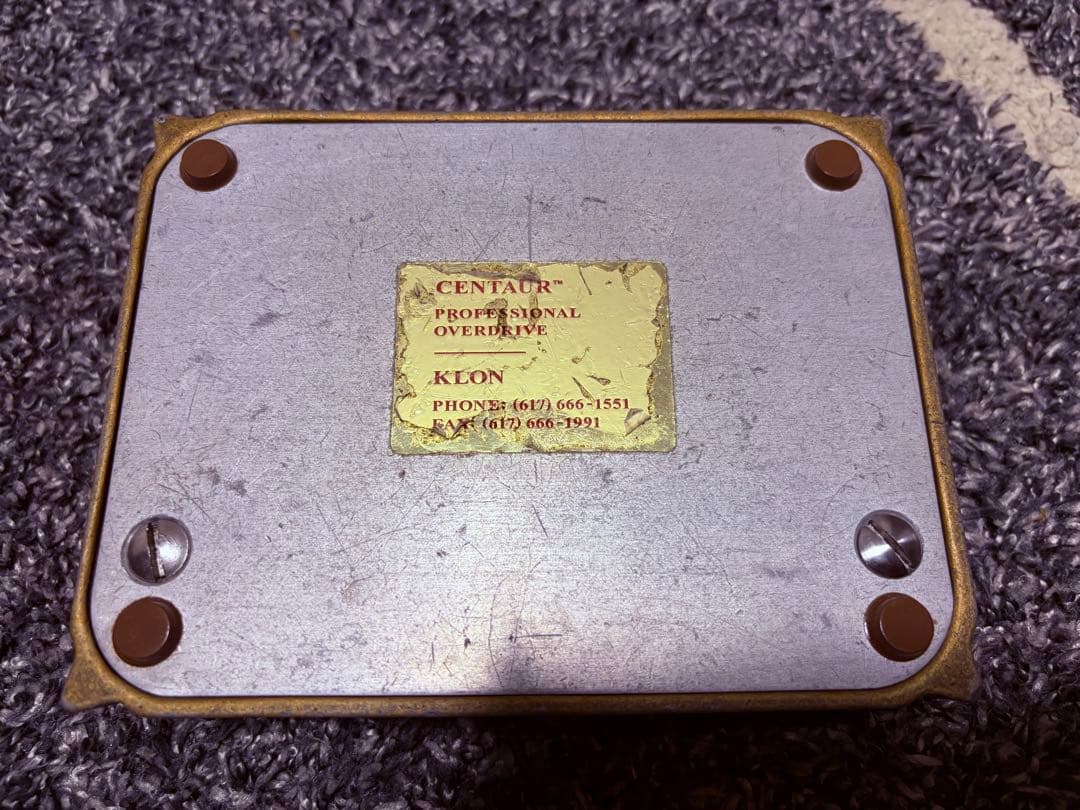 CENTAUR™
PROFESSIONAL
OVERDRIVE
KLON
PHONE: (617) 666-1551
FAX: (617) 666-1991